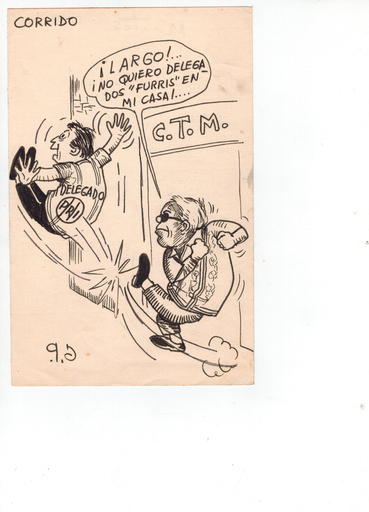 CORRIDO
¡LARGO!...
¡NO QUIERO DELEGA-
DOS "FURRIS" EN
MI CASA!....
C.T.M.
DELEGADO
PRI